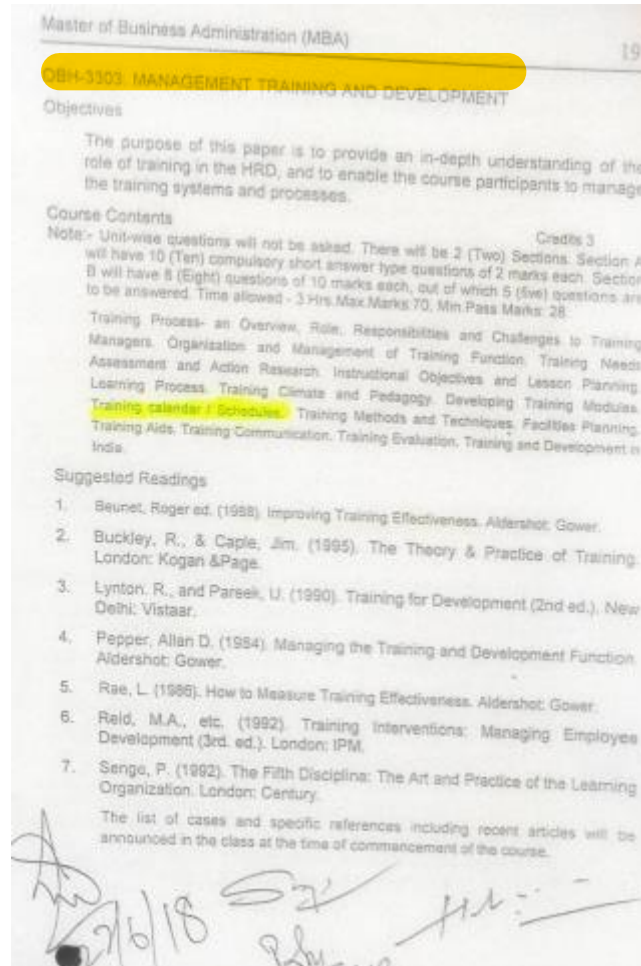 Master of Business Administration (MBA)
19
OBH-3303. MANAGEMENT TRAINING AND DEVELOPMENT
Objectives
The purpose of this paper is to provide an in-depth understanding of the
role of training in the HRD, and to enable the course participants to manage
the training systems and processes.
Course Contents
Credits 3
Note:- Unit-wise questions will not be asked. There will be 2 (Two) Sections. Section A
will have 10 (Ten) compulsory short answer type questions of 2 marks each. Section
B will have 8 (Eight) questions of 10 marks each, out of which 5 (five) questions are
to be answered. Time allowed - 3 Hrs. Max.Marks 70, Min.Pass Marks: 28
Training Process- an Overview, Role, Responsibilities and Challenges to Training
Managers. Organization and Management of Training Function. Training Needs
Assessment and Action Research. Instructional Objectives and Lesson Planning.
Learning Process. Training Climate and Pedagogy. Developing Training Modules.
Training calendar / Schedules. Training Methods and Techniques. Facilities Planning.
Training Aids. Training Communication. Training Evaluation. Training and Development in
India.
Suggested Readings
1. Beunet, Roger ed. (1988). Improving Training Effectiveness. Aldershot: Gower.
2. Buckley, R., & Caple, Jim. (1995). The Theory & Practice of Training.
London: Kogan &Page.
3. Lynton. R., and Pareek, U. (1990). Training for Development (2nd ed.). New
Delhi: Vistaar.
4. Pepper, Allan D. (1984). Managing the Training and Development Function.
Aldershot: Gower.
5. Rae, L. (1986). How to Measure Training Effectiveness. Aldershot: Gower.
6. Reid, M.A., etc. (1992). Training Interventions: Managing Employee
Development (3rd. ed.). London: IPM.
7. Senge, P. (1992). The Fifth Discipline: The Art and Practice of the Learning
Organization. London: Century.
The list of cases and specific references including recent articles will be
announced in the class at the time of commencement of the course.
27/6/18